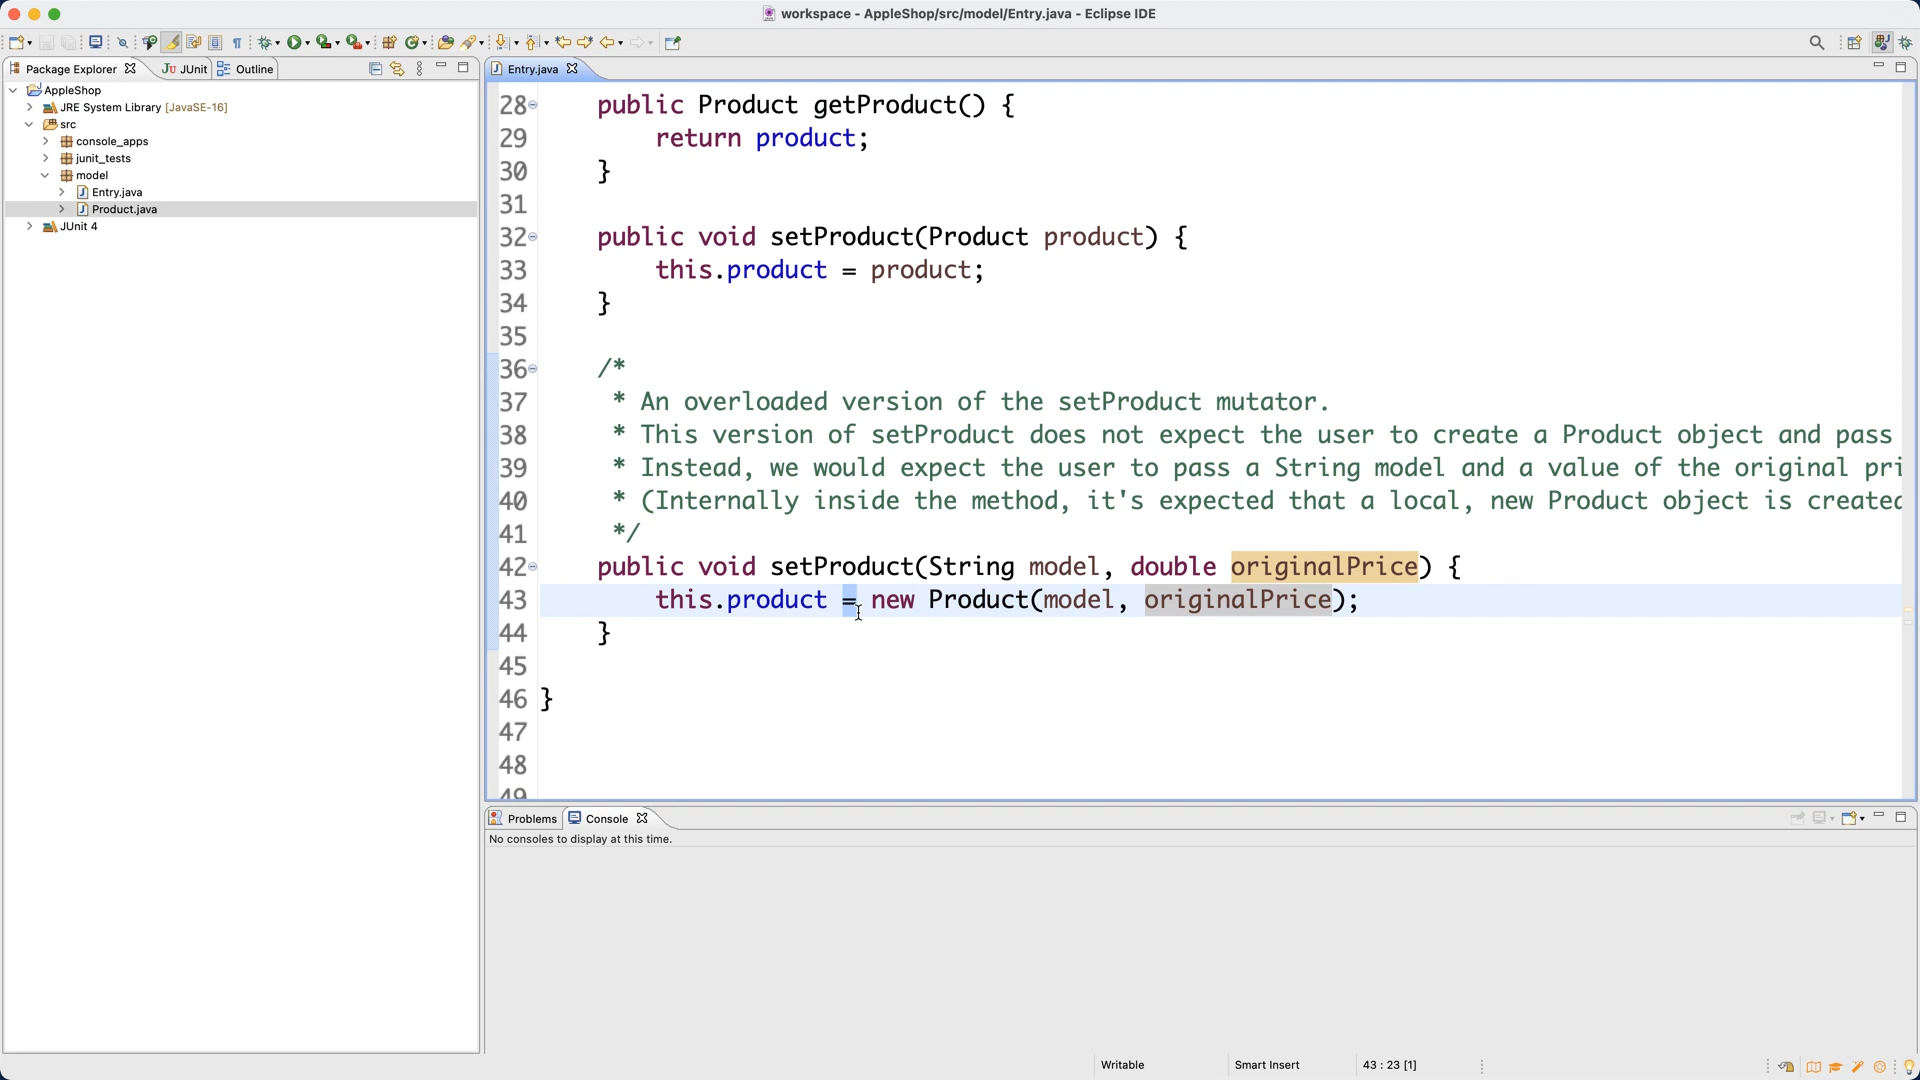 workspace - AppleShop/src/model/Entry.java - Eclipse IDE
Package Explorer
JUnit
Outline
AppleShop
JRE System Library [JavaSE-16]
src
console_apps
junit_tests
model
Entry.java
Product.java
JUnit 4
Entry.java
28 public Product getProduct() {
29 return product;
30 }
31
32 public void setProduct(Product product) {
33 this.product = product;
34 }
35
36 /*
37 * An overloaded version of the setProduct mutator.
38 * This version of setProduct does not expect the user to create a Product object and pass
39 * Instead, we would expect the user to pass a String model and a value of the original pri
40 * (Internally inside the method, it's expected that a local, new Product object is created
41 */
42 public void setProduct(String model, double originalPrice) {
43 this.product = new Product(model, originalPrice);
44 }
45
46 }
47
48
49
Problems
Console
No consoles to display at this time.
Writable
Smart Insert
43 : 23 [1]